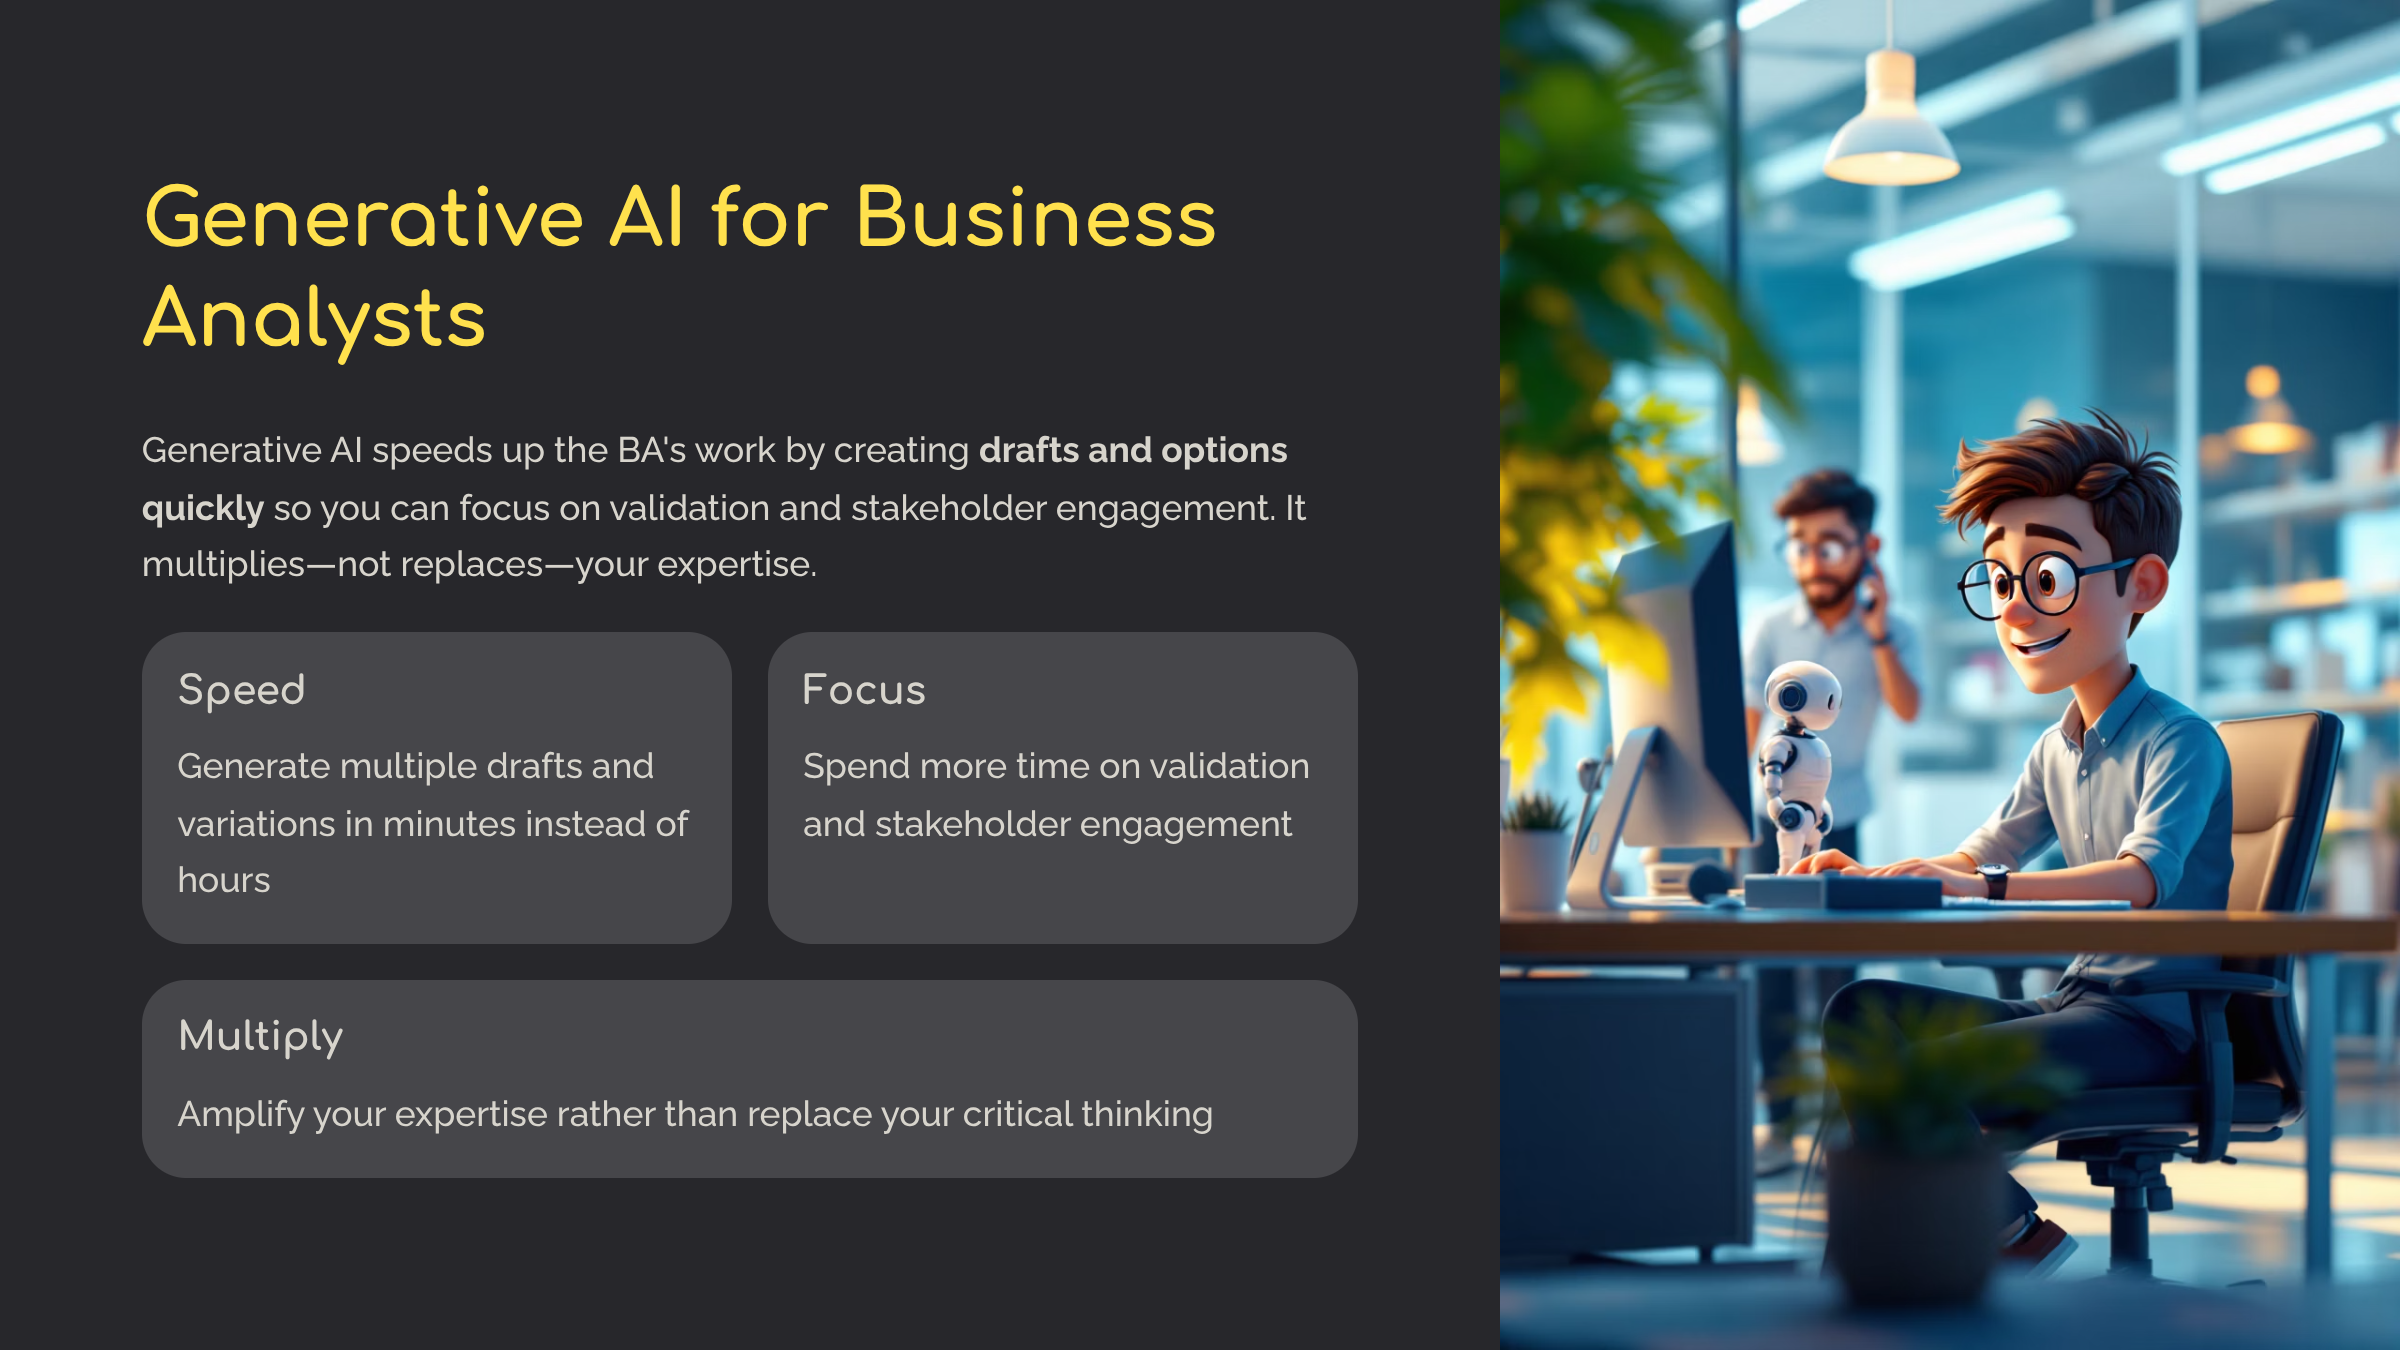 Generative AI for Business
Analysts
Generative AI speeds up the BA's work by creating drafts and options
quickly so you can focus on validation and stakeholder engagement. It
multiplies—not replaces—your expertise.
Speed
Generate multiple drafts and
variations in minutes instead of
hours
Focus
Spend more time on validation
and stakeholder engagement
Multiply
Amplify your expertise rather than replace your critical thinking